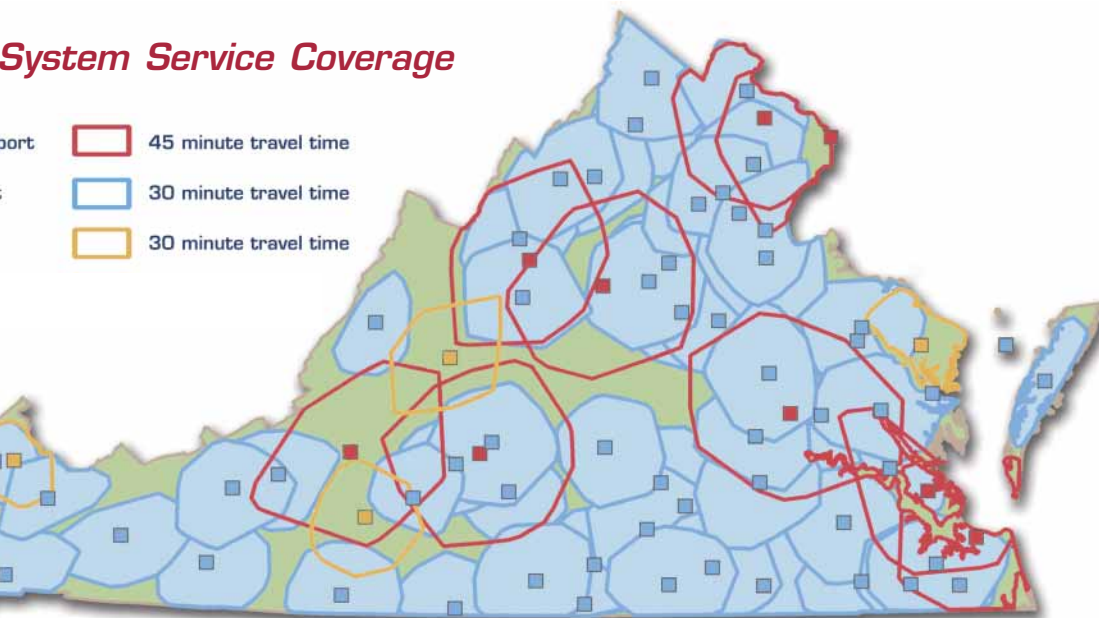 System Service Coverage
port
45 minute travel time
30 minute travel time
30 minute travel time